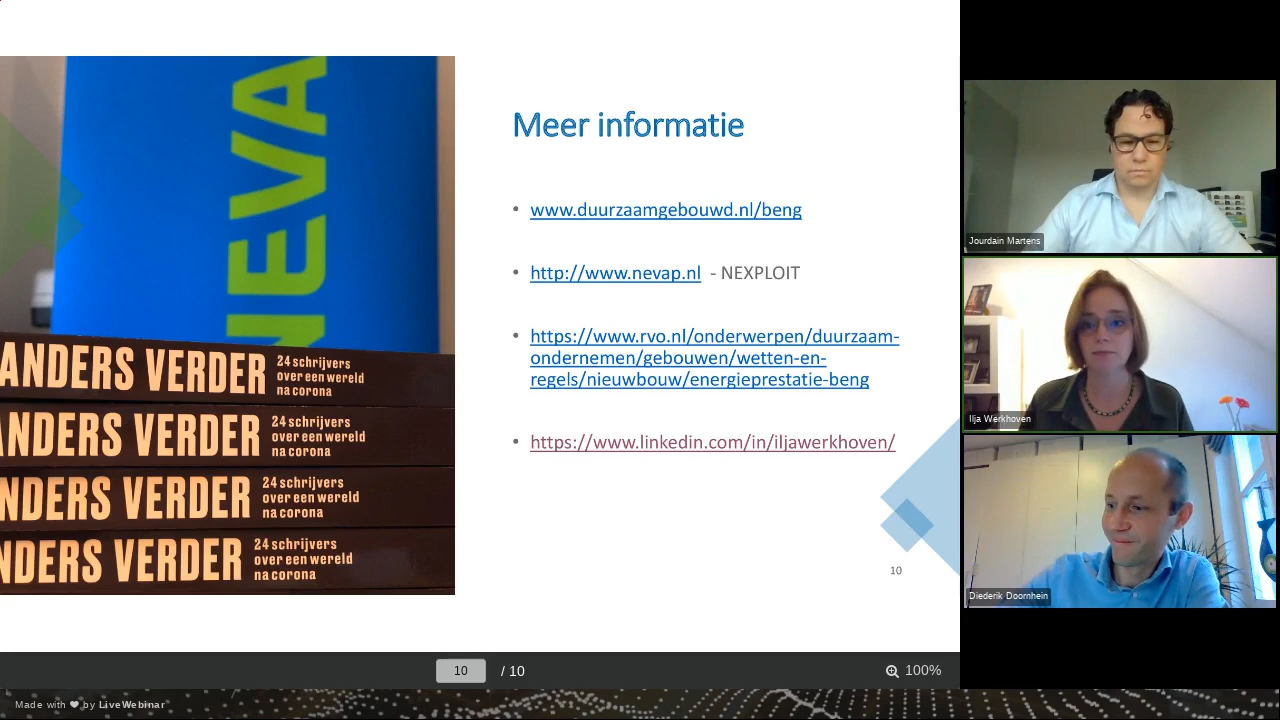 NEVA
ANDERS VERDER 24 schrijvers
over een wereld
na corona
ANDERS VERDER 24 schrijvers
over een wereld
na corona
NDERS VERDER 24 schrijvers
over een wereld
na corona
NDERS VERDER 24 schrijvers
over een wereld
na corona
Meer informatie
• www.duurzaamgebouwd.nl/beng
• http://www.nevap.nl - NEXPLOIT
• https://www.rvo.nl/onderwerpen/duurzaam-
ondernemen/gebouwen/wetten-en-
regels/nieuwbouw/energieprestatie-beng
• https://www.linkedin.com/in/iljawerkhoven/
10
10 / 10
100%
Jourdain Martens
Ilja Werkhoven
Diederik Doornhein
Made with ❤ by LiveWebinar